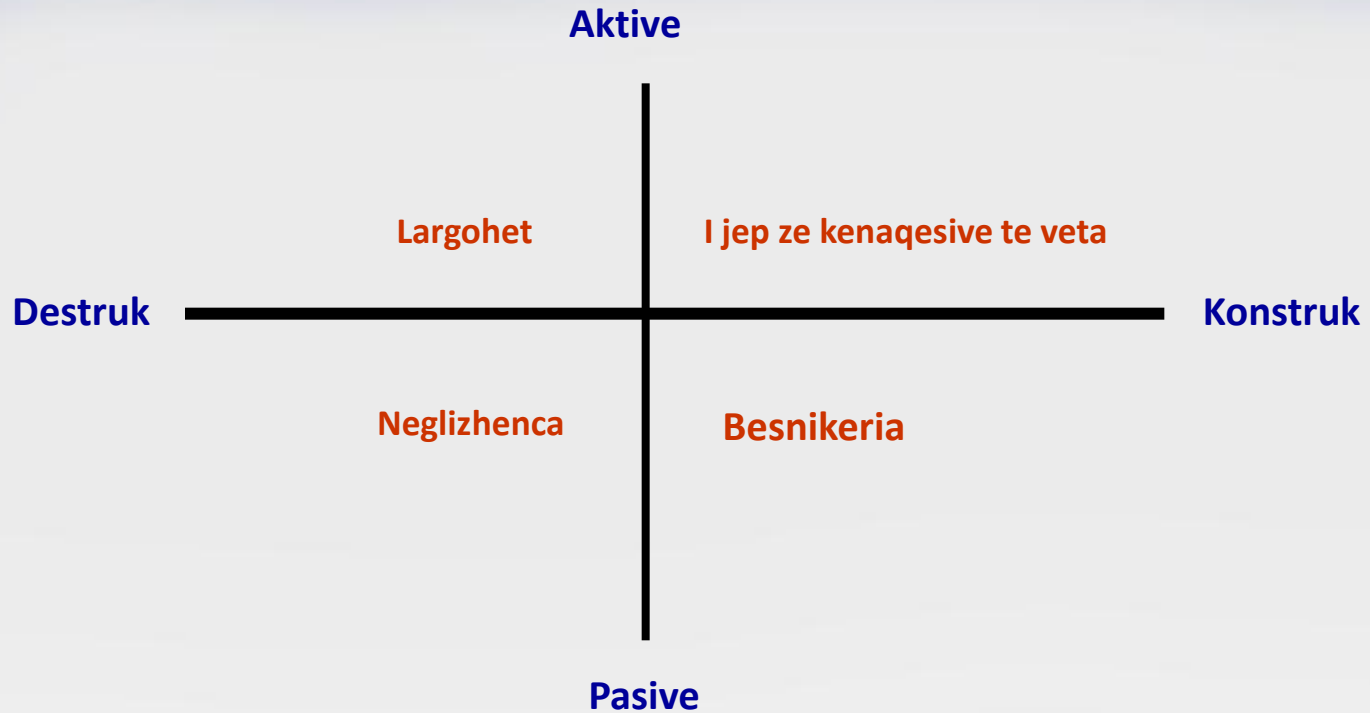 Aktive
Largohet
I jep ze kenaqesive te veta
Destruk
Konstruk
Neglizhenca
Besnikeria
Pasive